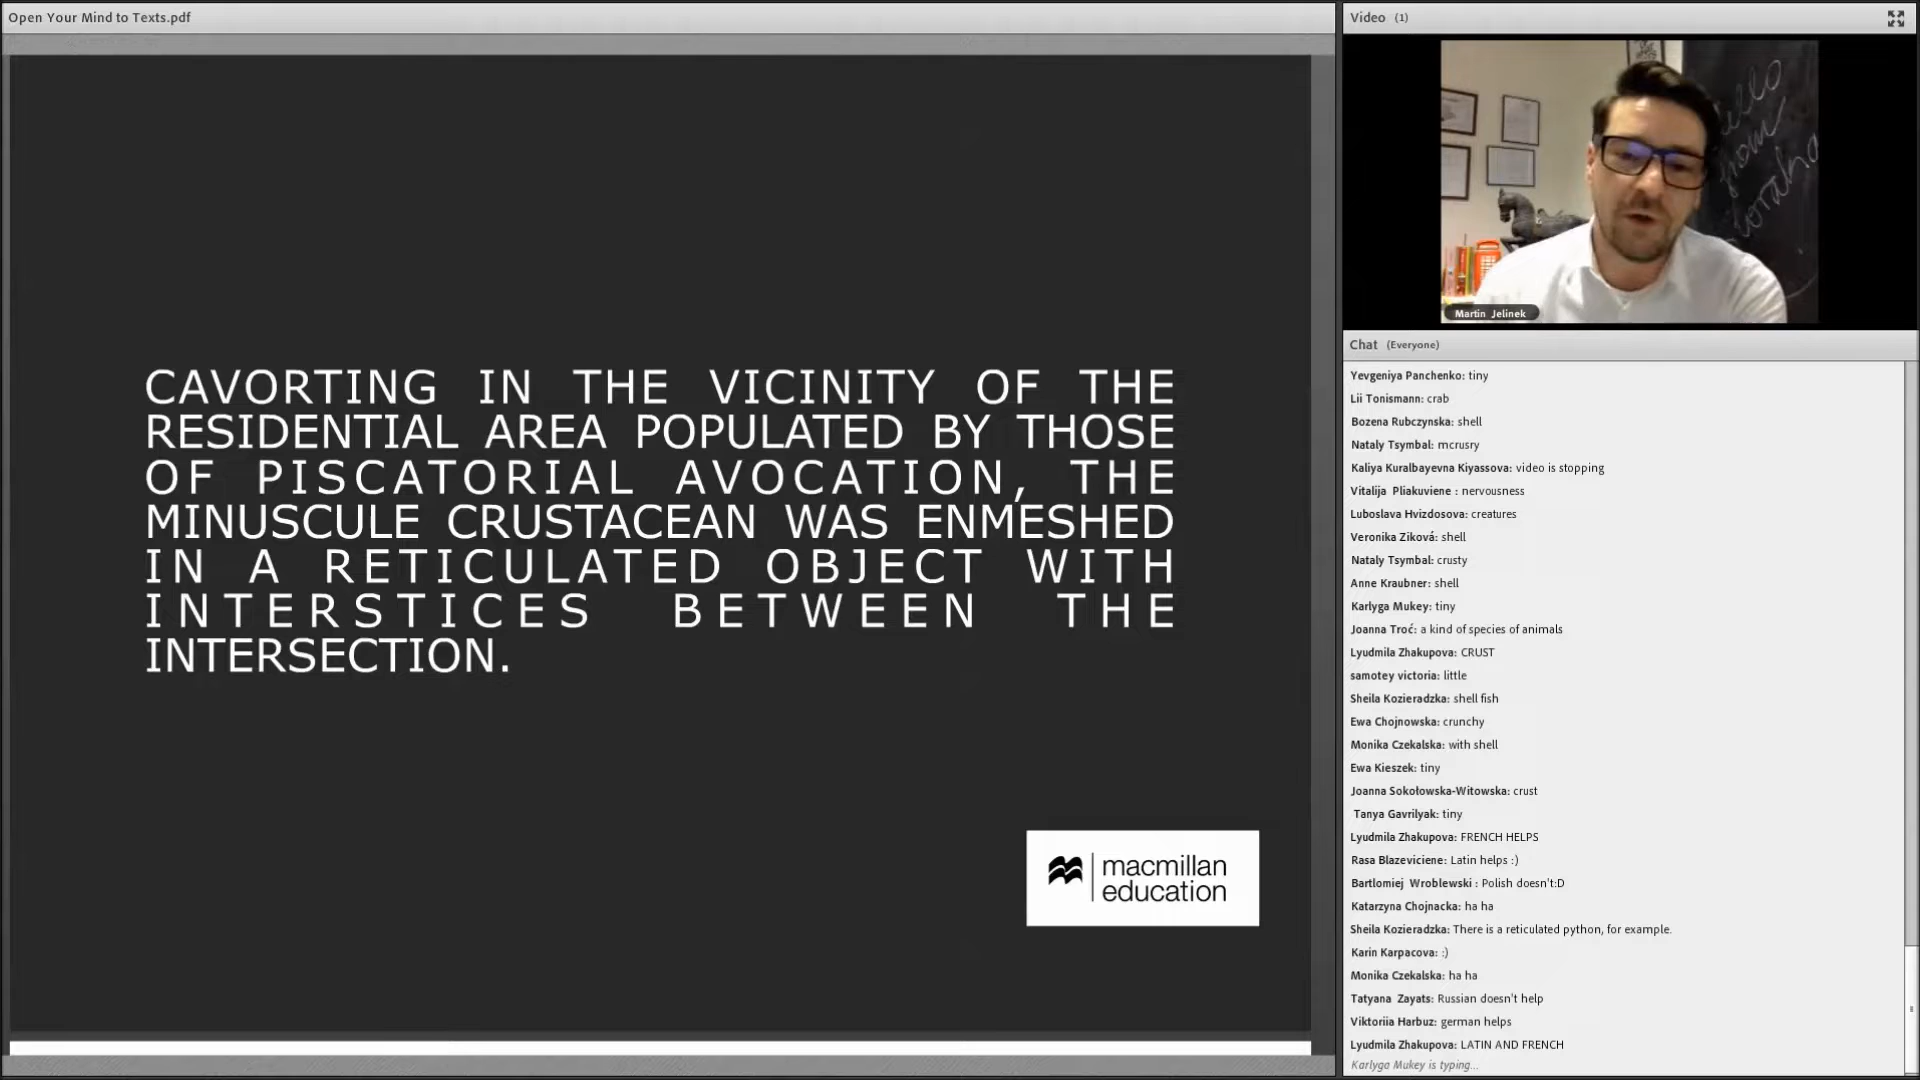 Open Your Mind to Texts.pdf
CAVORTING IN THE VICINITY OF THE
RESIDENTIAL AREA POPULATED BY THOSE
OF PISCATORIAL AVOCATION, THE
MINUSCULE CRUSTACEAN WAS ENMESHED
IN A RETICULATED OBJECT WITH
INTERSTICES BETWEEN THE
INTERSECTION.
macmillan
education
Video (1)
Hello
from
Martin Jelinek
Chat (Everyone)
Yevgeniya Panchenko: tiny
Lii Tonismann: crab
Bozena Rubczynska: shell
Nataly Tsymbal: mcrusry
Kaliya Kuralbayevna Kiyassova: video is stopping
Vitalija Pliakuviene : nervousness
Luboslava Hvizdosova: creatures
Veronika Ziková: shell
Nataly Tsymbal: crusty
Anne Kraubner: shell
Karlyga Mukey: tiny
Joanna Troć: a kind of species of animals
Lyudmila Zhakupova: CRUST
samotey victoria: little
Sheila Kozieradzka: shell fish
Ewa Chojnowska: crunchy
Monika Czekalska: with shell
Ewa Kieszek: tiny
Joanna Sokołowska-Witowska: crust
Tanya Gavrilyak: tiny
Lyudmila Zhakupova: FRENCH HELPS
Rasa Blazeviciene: Latin helps :)
Bartlomiej Wroblewski : Polish doesn't:D
Katarzyna Chojnacka: ha ha
Sheila Kozieradzka: There is a reticulated python, for example.
Karin Karpacova: :)
Monika Czekalska: ha ha
Tatyana Zayats: Russian doesn't help
Viktoriia Harbuz: german helps
Lyudmila Zhakupova: LATIN AND FRENCH
Karlyga Mukey is typing...